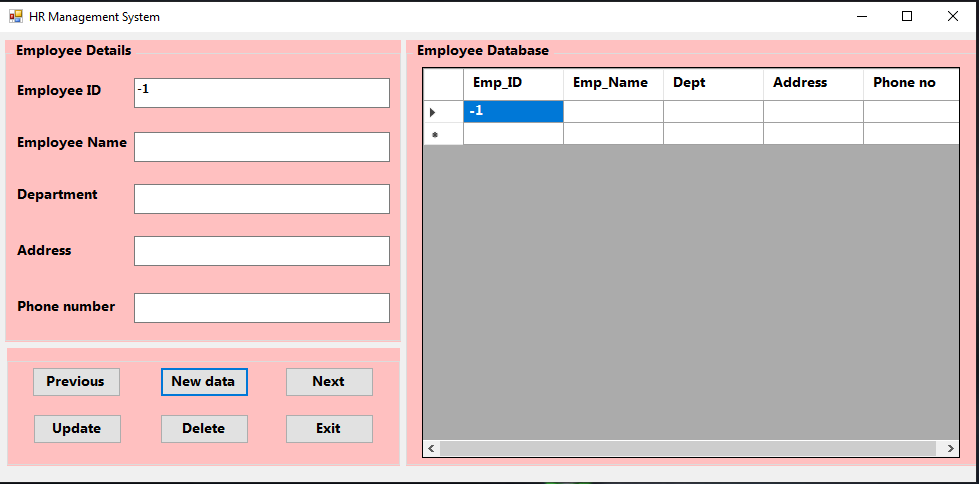 HR Management System
Employee Details
Employee ID
-1
Employee Name
Department
Address
Phone number
Previous
New data
Next
Update
Delete
Exit
Employee Database
Emp_ID Emp_Name Dept Address Phone no
-1